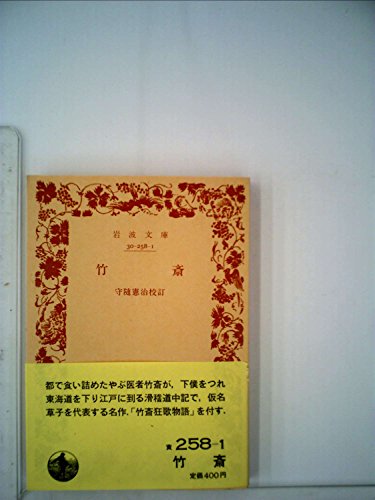 岩波文庫
30-258-1
竹斎
守随憲治校訂
都で食い詰めたやぶ医者竹斎が，下僕をつれ
東海道を下り江戸に到る滑稽道中記で，仮名
草子を代表する名作．「竹斎狂歌物語」を付す．
黄258-1
竹斎
定価400円